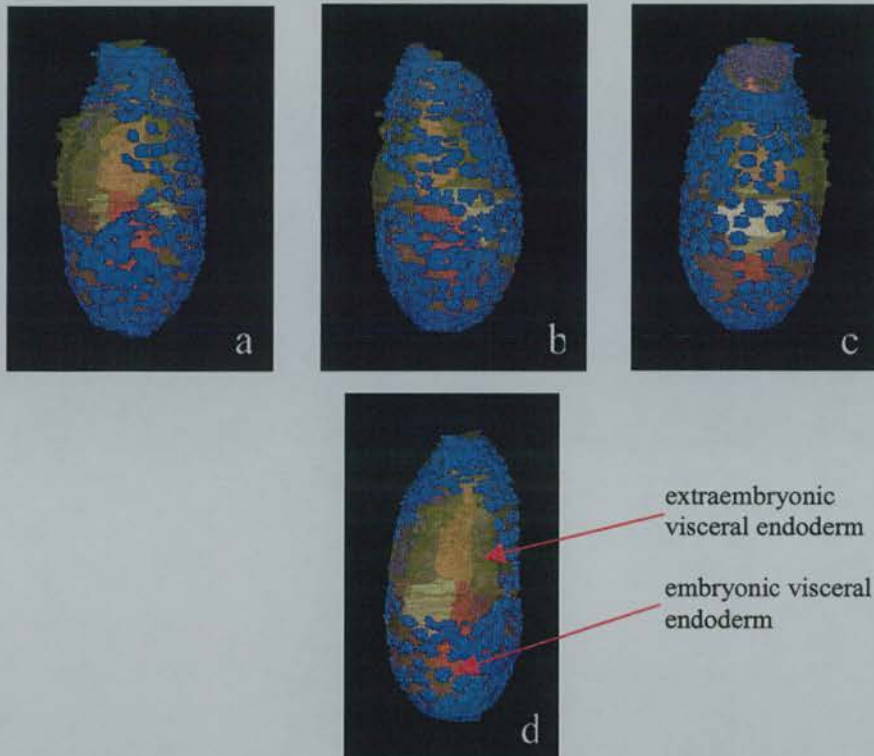 a
b
c
extraembryonic
visceral endoderm
embryonic visceral
endoderm
d